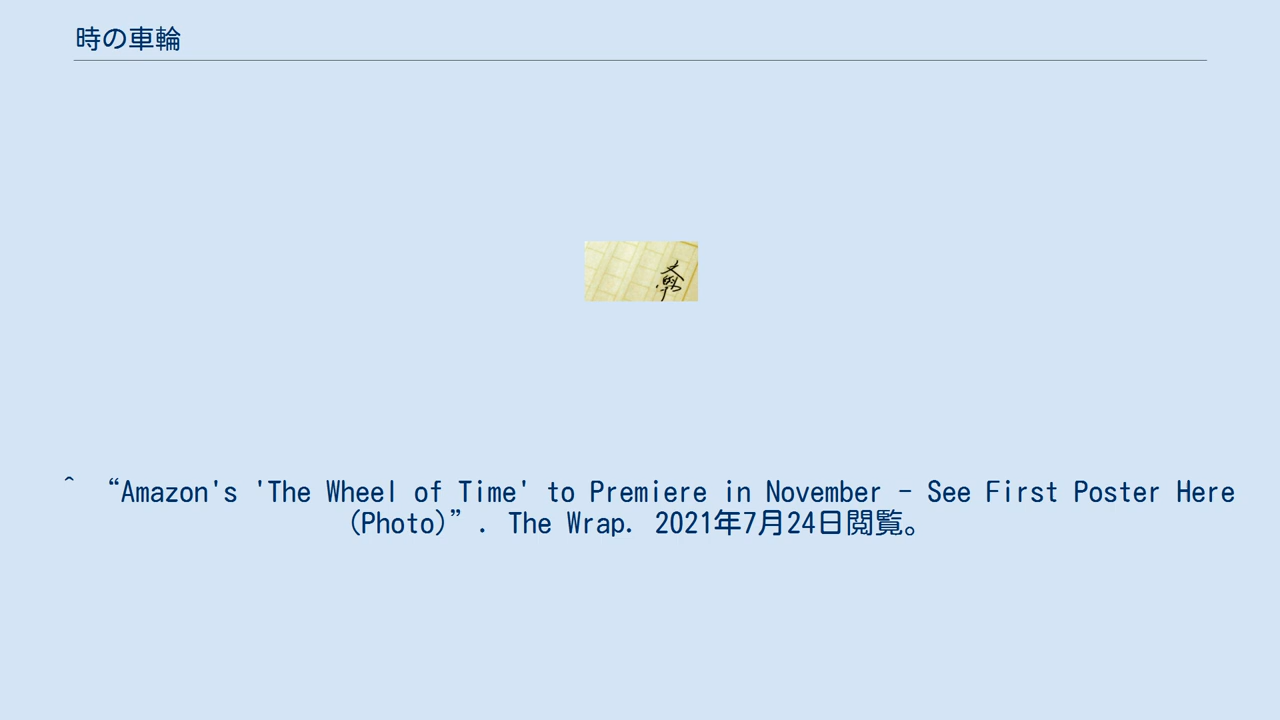 時の車輪
^ “Amazon's 'The Wheel of Time' to Premiere in November – See First Poster Here
(Photo)”. The Wrap. 2021年7月24日閲覧。